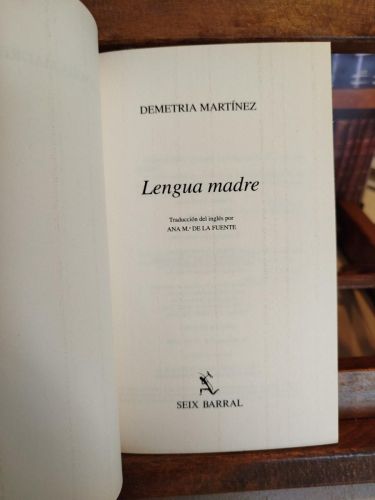 DEMETRIA MARTÍNEZ
Lengua madre
Traducción del inglés por
ANA M.ª DE LA FUENTE
SEIX BARRAL